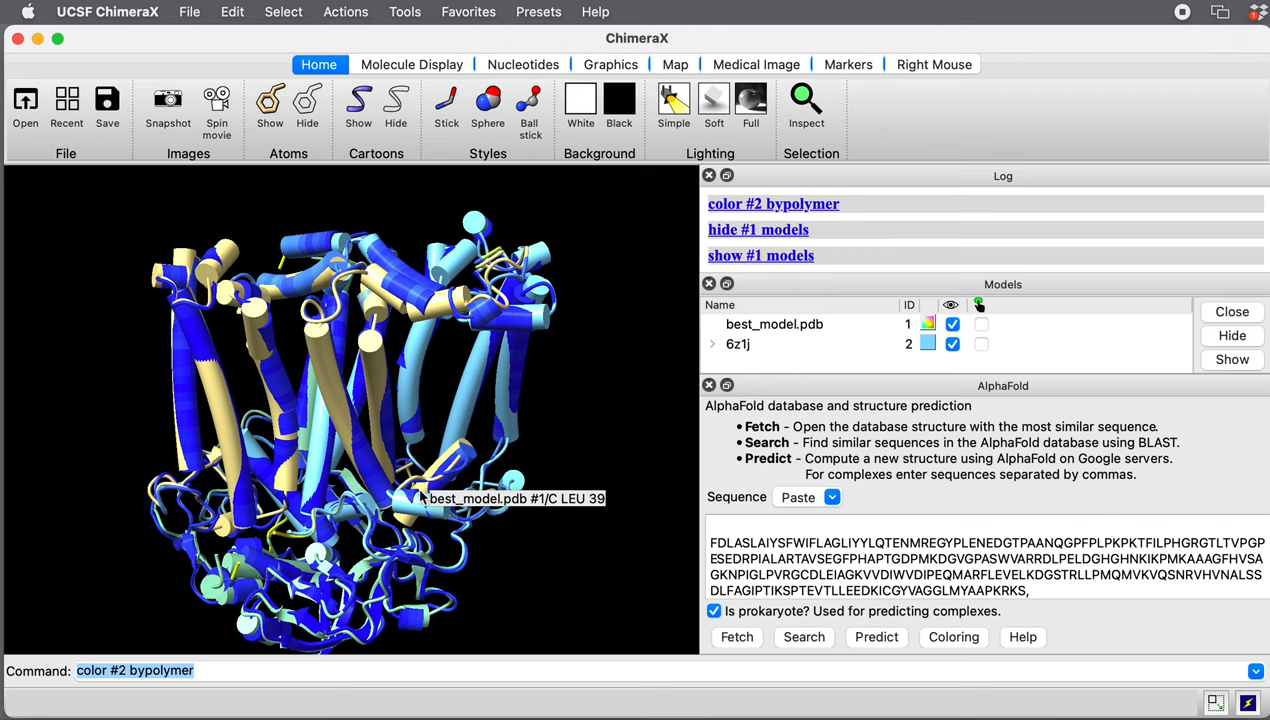 UCSF ChimeraX File Edit Select Actions Tools Favorites Presets Help
ChimeraX
Home Molecule Display Nucleotides Graphics Map Medical Image Markers Right Mouse
Open Recent Save Snapshot Spin movie Show Hide Show Hide Stick Sphere Ball stick White Black Simple Soft Full Inspect
File Images Atoms Cartoons Styles Background Lighting Selection
Log
color #2 bypolymer
hide #1 models
show #1 models
Models
Name ID
best_model.pdb 1
6z1j 2
Close
Hide
Show
AlphaFold
AlphaFold database and structure prediction
• Fetch - Open the database structure with the most similar sequence.
• Search - Find similar sequences in the AlphaFold database using BLAST.
• Predict - Compute a new structure using AlphaFold on Google servers.
For complexes enter sequences separated by commas.
Sequence Paste
best_model.pdb #1/C LEU 39
FDLASLAIYSFWIFLAGLIYYLQTENMREGYPLENEDGTPAANQGPFPLPKPKTFILPHGRGTLTVPGP
ESEDRPIALARTAVSEGFPHAPTGDPMKDGVGPASWVARRDLPELDGHGHNKIKPMKAAAGFHVSA
GKNPIGLPVRGCDLEIAGKVVDIWVDIPEQMARFLEVELKDGSTRLLPMQMVKVQSNRVHVNALSS
DLFAGIPTIKSPTEVTLLEEDKICGYVAGGLMYAAPKRKS,
Is prokaryote? Used for predicting complexes.
Fetch Search Predict Coloring Help
Command: color #2 bypolymer